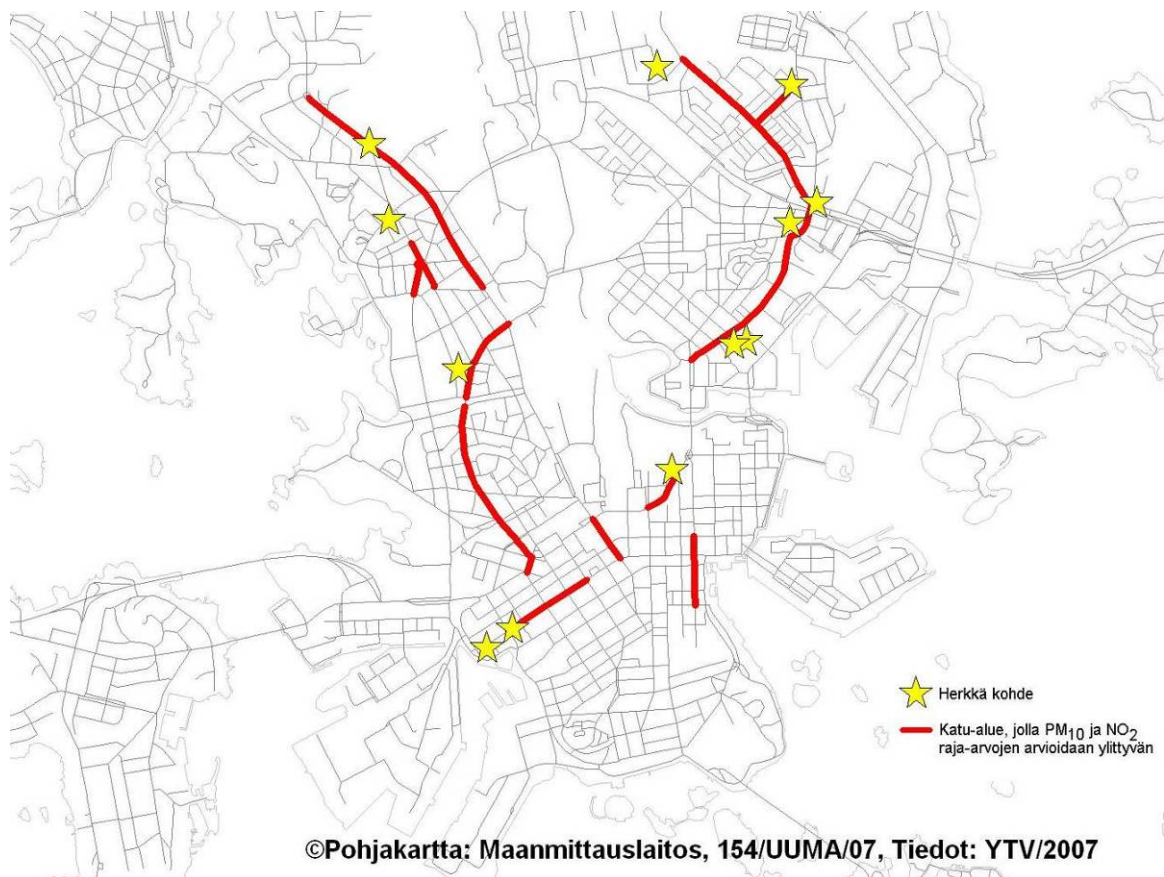 Herkkä kohde
Katu-alue, jolla PM10 ja NO2
raja-arvojen arvioidaan ylittyvän
©Pohjakartta: Maanmittauslaitos, 154/UUMA/07, Tiedot: YTV/2007